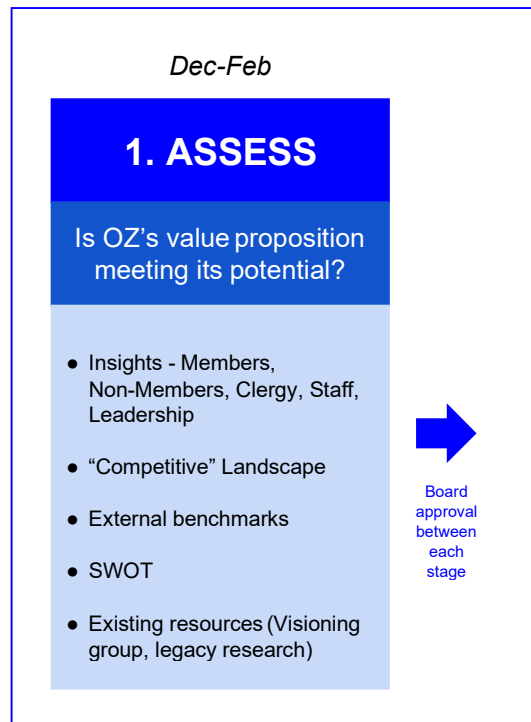 Dec-Feb
1. ASSESS
Is OZ’s value proposition
meeting its potential?
● Insights - Members,
Non-Members, Clergy, Staff,
Leadership
● “Competitive” Landscape
● External benchmarks
● SWOT
● Existing resources (Visioning
group, legacy research)
Board
approval
between
each
stage